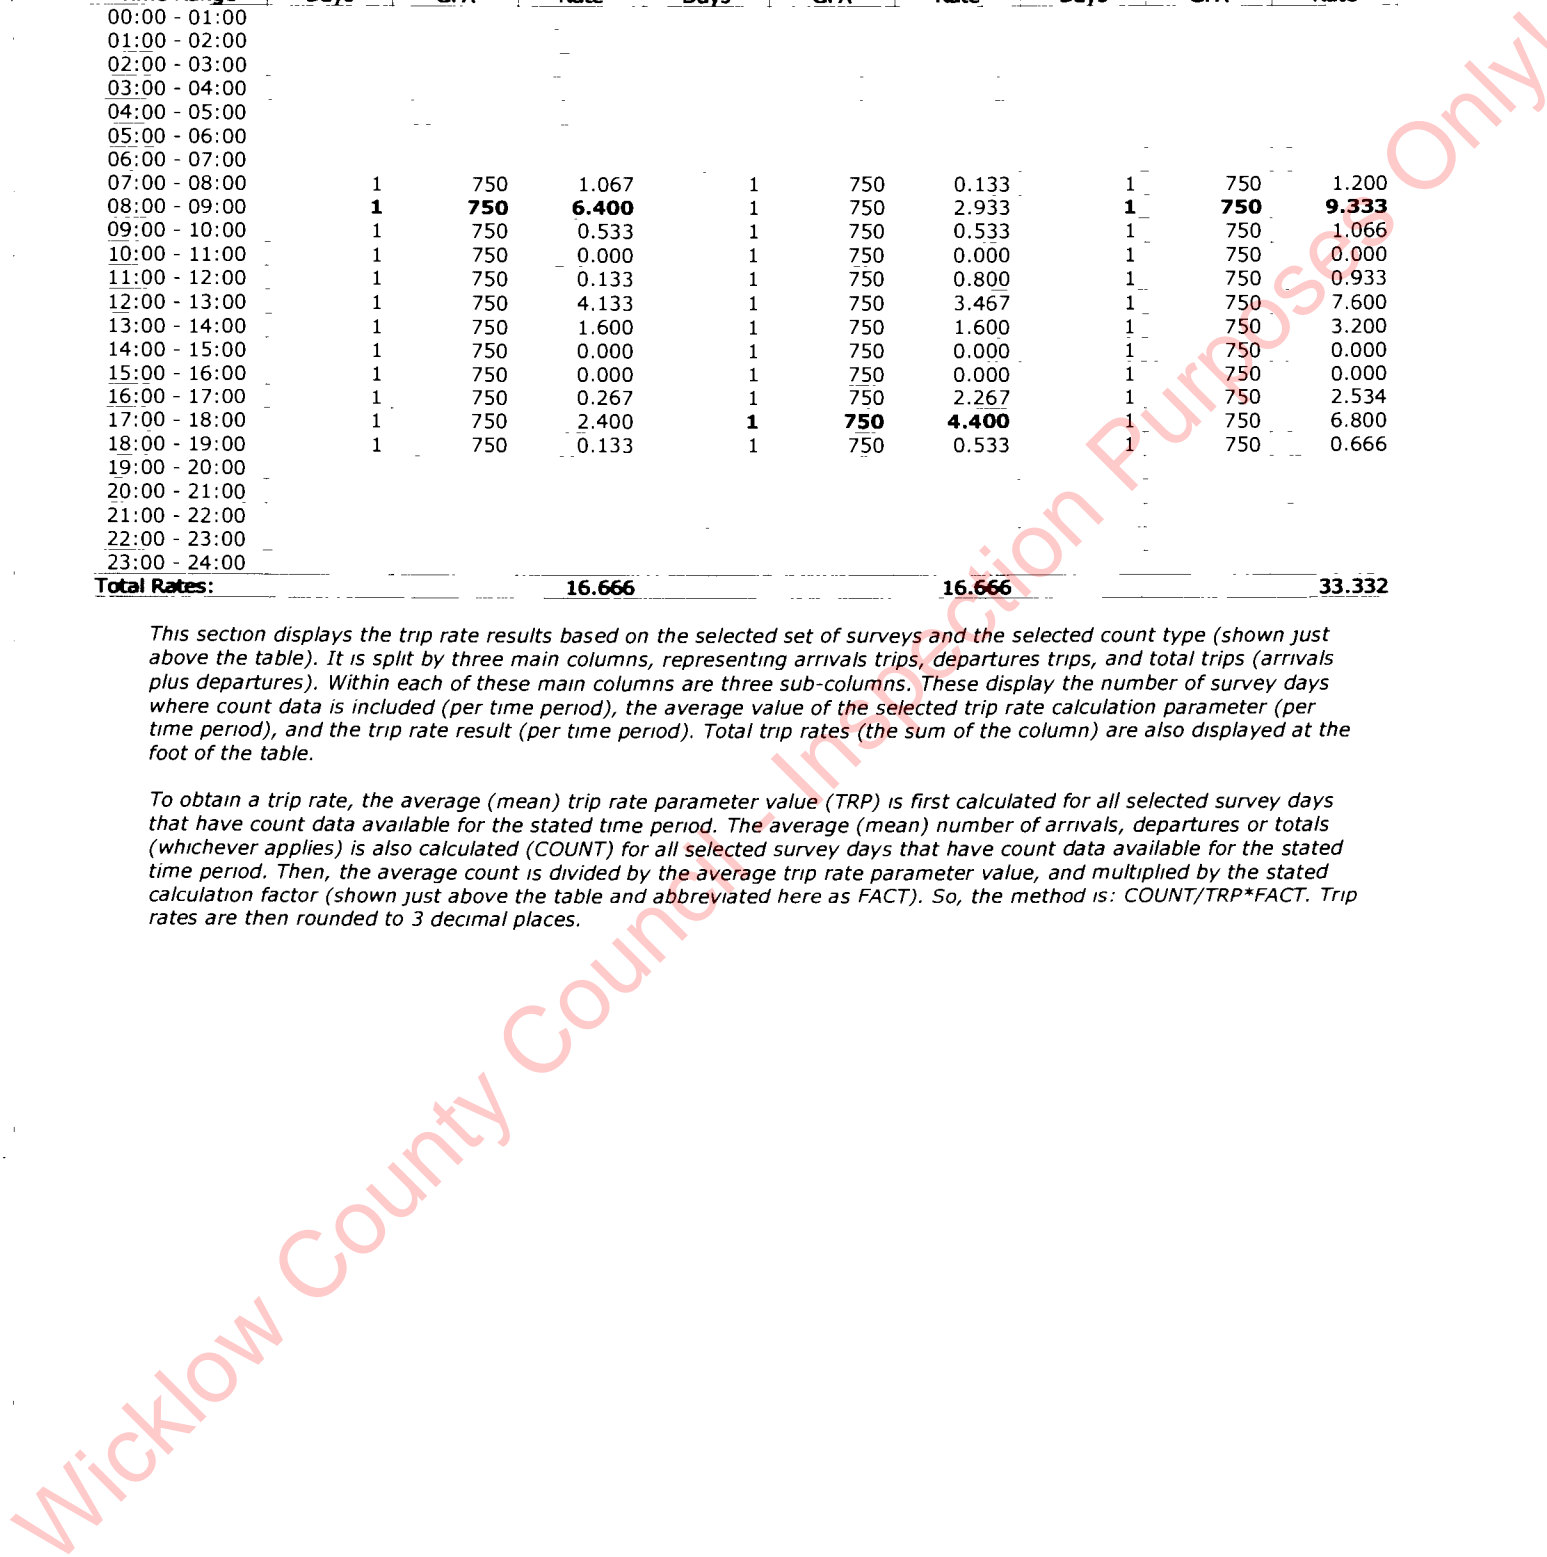 00:00 - 01:00
01:00 - 02:00
02:00 - 03:00
03:00 - 04:00
04:00 - 05:00
05:00 - 06:00
06:00 - 07:00
07:00 - 08:00 1 750 1.067 1 750 0.133 1 750 1.200
08:00 - 09:00 1 750 6.400 1 750 2.933 1 750 9.333
09:00 - 10:00 1 750 0.533 1 750 0.533 1 750 1.066
10:00 - 11:00 1 750 0.000 1 750 0.000 1 750 0.000
11:00 - 12:00 1 750 0.133 1 750 0.800 1 750 0.933
12:00 - 13:00 1 750 4.133 1 750 3.467 1 750 7.600
13:00 - 14:00 1 750 1.600 1 750 1.600 1 750 3.200
14:00 - 15:00 1 750 0.000 1 750 0.000 1 750 0.000
15:00 - 16:00 1 750 0.000 1 750 0.000 1 750 0.000
16:00 - 17:00 1 750 0.267 1 750 2.267 1 750 2.534
17:00 - 18:00 1 750 2.400 1 750 4.400 1 750 6.800
18:00 - 19:00 1 750 0.133 1 750 0.533 1 750 0.666
19:00 - 20:00
20:00 - 21:00
21:00 - 22:00
22:00 - 23:00
23:00 - 24:00
Total Rates: 16.666 16.666 33.332
This section displays the trip rate results based on the selected set of surveys and the selected count type (shown just
above the table). It is split by three main columns, representing arrivals trips, departures trips, and total trips (arrivals
plus departures). Within each of these main columns are three sub-columns. These display the number of survey days
where count data is included (per time period), the average value of the selected trip rate calculation parameter (per
time period), and the trip rate result (per time period). Total trip rates (the sum of the column) are also displayed at the
foot of the table.
To obtain a trip rate, the average (mean) trip rate parameter value (TRP) is first calculated for all selected survey days
that have count data available for the stated time period. The average (mean) number of arrivals, departures or totals
(whichever applies) is also calculated (COUNT) for all selected survey days that have count data available for the stated
time period. Then, the average count is divided by the average trip rate parameter value, and multiplied by the stated
calculation factor (shown just above the table and abbreviated here as FACT). So, the method is: COUNT/TRP*FACT. Trip
rates are then rounded to 3 decimal places.
Wicklow County Council - Inspection Purposes Only!